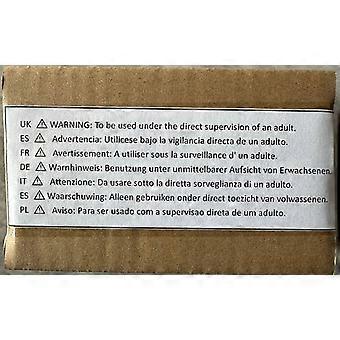 UK ⚠ WARNING: To be used under the direct supervision of an adult.
ES ⚠ Advertencia: Utilicese bajo la vigilancia directa de un adulto.
FR ⚠ Avertissement: A utiliser sous la surveillance d' un adulte.
DE ⚠ Warnhinweis: Benutzung unter unmittelbarer Aufsicht von Erwachsenen.
IT ⚠ Attenzione: Da usare sotto la diretta sorveglianza di un adulto.
ES ⚠ Waarschuwing: Alleen gebruiken onder direct toezicht van volwassenen.
PL ⚠ Aviso: Para ser usado com a supervisao direta de um adulto.